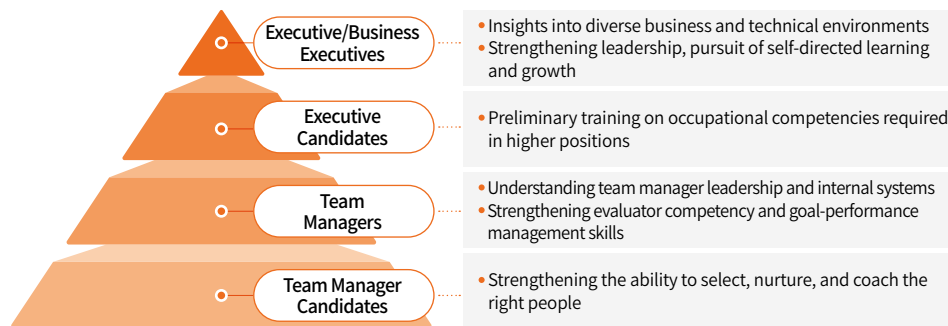 Executive/Business
Executives
• Insights into diverse business and technical environments
• Strengthening leadership, pursuit of self-directed learning
and growth
Executive
Candidates
• Preliminary training on occupational competencies required
in higher positions
Team
Managers
• Understanding team manager leadership and internal systems
• Strengthening evaluator competency and goal-performance
management skills
Team Manager
Candidates
• Strengthening the ability to select, nurture, and coach the
right people